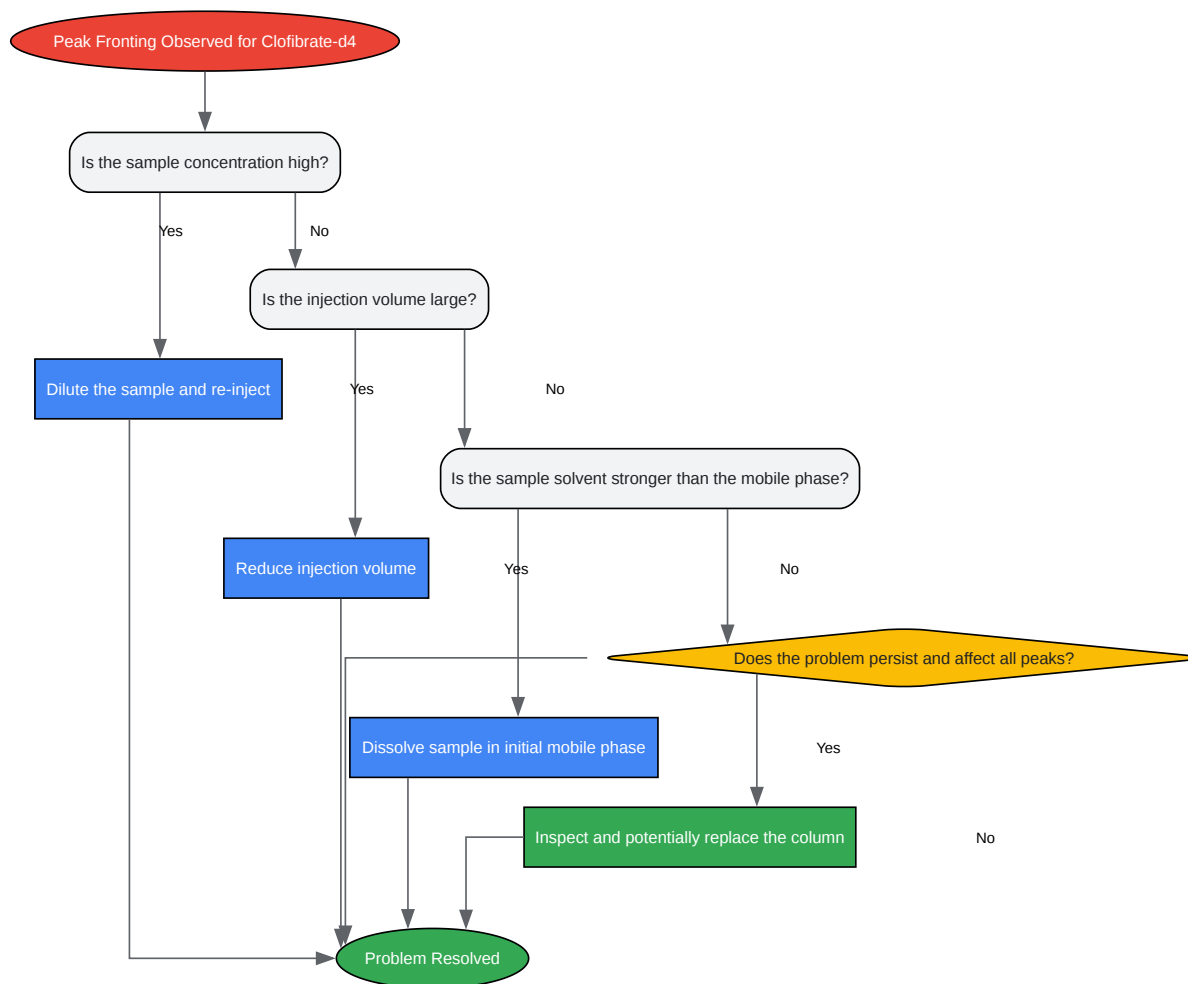 Peak Fronting Observed for Clofibrate-d4
Is the sample concentration high?
Yes
No
Is the injection volume large?
Dilute the sample and re-inject
Yes
No
Is the sample solvent stronger than the mobile phase?
Reduce injection volume
Yes
No
Does the problem persist and affect all peaks?
Dissolve sample in initial mobile phase
Yes
Inspect and potentially replace the column
No
Problem Resolved